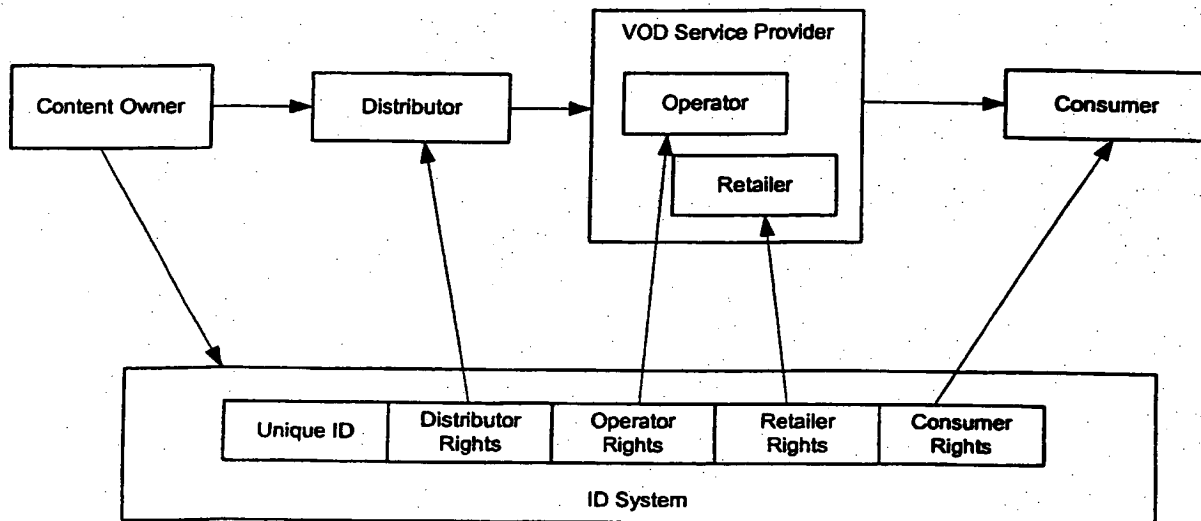 VOD Service Provider
Content Owner
Distributor
Operator
Consumer
Retailer
Unique ID
Distributor
Rights
Operator
Rights
Retailer
Rights
Consumer
Rights
ID System